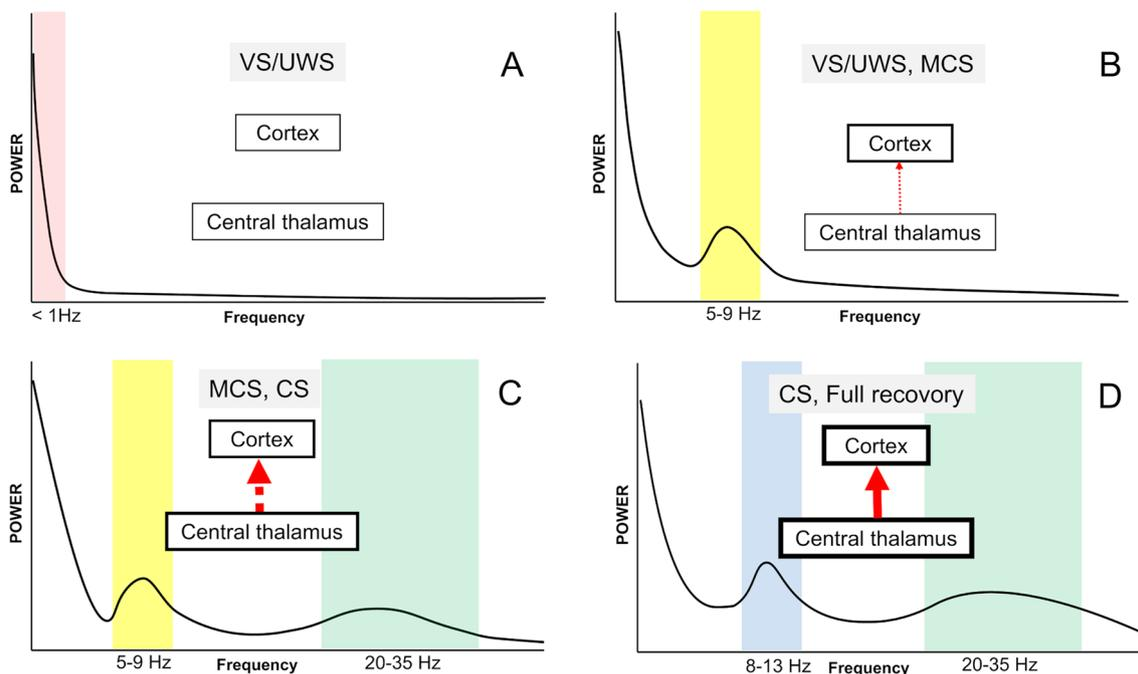 VS/UWS
A
Cortex
POWER
Central thalamus
< 1Hz
Frequency
VS/UWS, MCS
B
Cortex
POWER
Central thalamus
5-9 Hz
Frequency
MCS, CS
C
Cortex
POWER
Central thalamus
5-9 Hz
Frequency
20-35 Hz
CS, Full recovory
D
Cortex
POWER
Central thalamus
8-13 Hz
Frequency
20-35 Hz